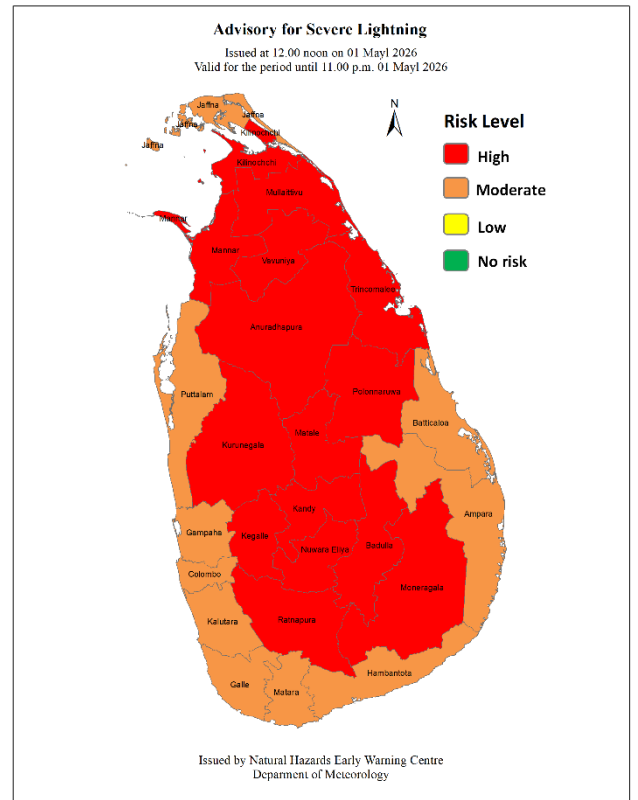 Advisory for Severe Lightning
Issued at 12.00 noon on 01 Mayl 2026
Valid for the period until 11.00 p.m. 01 Mayl 2026
N
Risk Level
High
Moderate
Low
No risk
Jaffna
Jaffna
Jaffna
Jaffna
Kilinochchi
Kilinochchi
Mullaittivu
Mannar
Mannar
Vavuniya
Trincomalee
Anuradhapura
Puttalam
Polonnaruwa
Batticaloa
Matale
Kurunegala
Kandy
Ampara
Gampaha
Kegalle
Nuwara Eliya
Badulla
Colombo
Moneragala
Kalutara
Ratnapura
Hambantota
Galle
Matara
Issued by Natural Hazards Early Warning Centre
Deparment of Meteorology